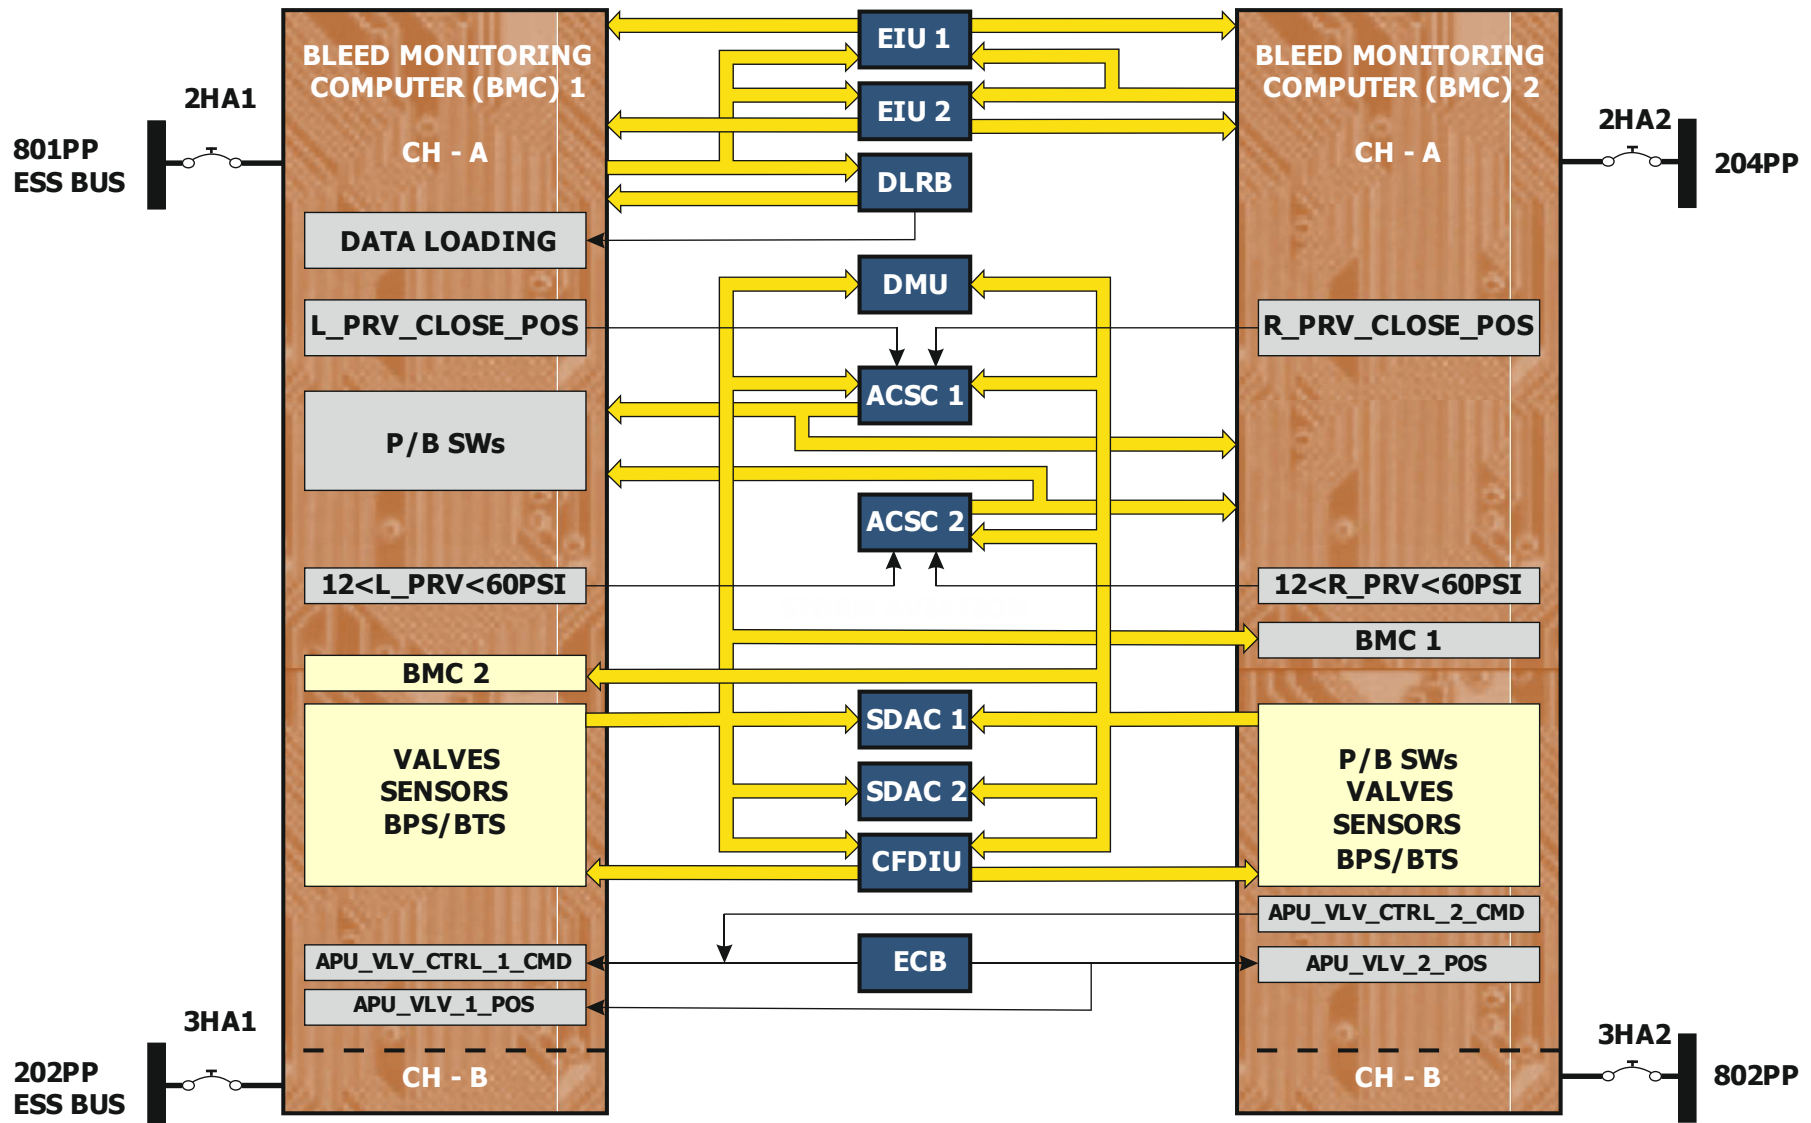 BLEED MONITORING
COMPUTER (BMC) 1
2HA1
801PP
ESS BUS
CH - A
DATA LOADING
L_PRV_CLOSE_POS
P/B SWs
12<L_PRV<60PSI
BMC 2
VALVES
SENSORS
BPS/BTS
APU_VLV_CTRL_1_CMD
APU_VLV_1_POS
3HA1
202PP
ESS BUS
CH - B
EIU 1
EIU 2
DLRB
DMU
ACSC 1
ACSC 2
SDAC 1
SDAC 2
CFDIU
ECB
BLEED MONITORING
COMPUTER (BMC) 2
2HA2
204PP
CH - A
R_PRV_CLOSE_POS
12<R_PRV<60PSI
BMC 1
P/B SWs
VALVES
SENSORS
BPS/BTS
APU_VLV_CTRL_2_CMD
APU_VLV_2_POS
3HA2
802PP
CH - B